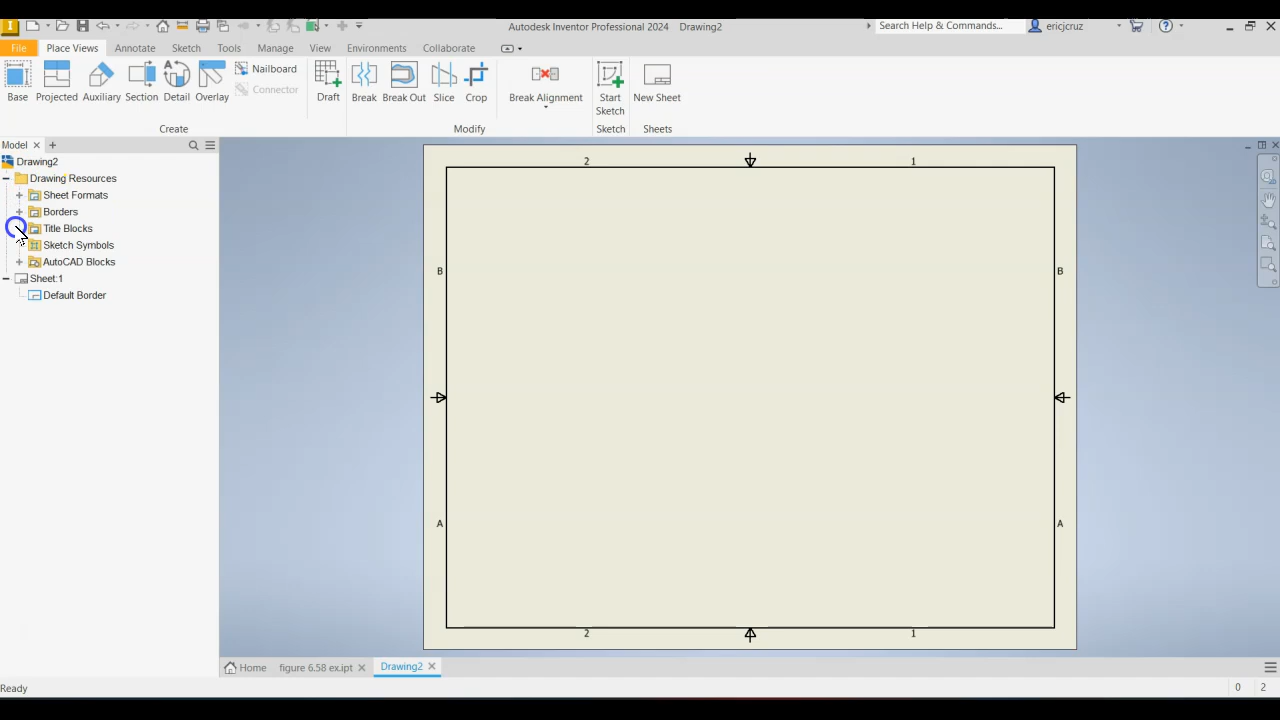 I Autodesk Inventor Professional 2024 Drawing2 Search Help & Commands... ericjcruz
File Place Views Annotate Sketch Tools Manage View Environments Collaborate
Base Projected Auxiliary Section Detail Overlay Nailboard Connector Draft Break Break Out Slice Crop Break Alignment Start Sketch New Sheet
Create Modify Sketch Sheets
Model
Drawing2
Drawing Resources
Sheet Formats
Borders
Title Blocks
Sketch Symbols
AutoCAD Blocks
Sheet:1
Default Border
2 1
B B
A A
2 1
Home figure 6.58 ex.ipt Drawing2
Ready 0 2